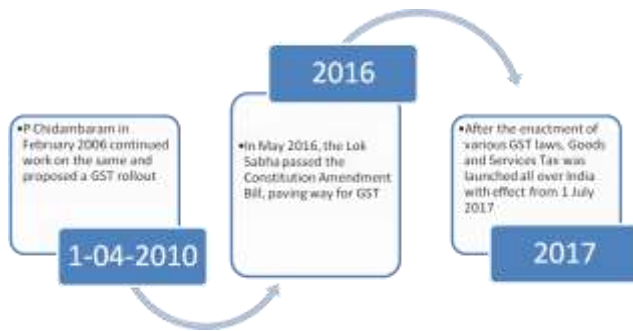 •P Chidambaram in
February 2006 continued
work on the same and
proposed a GST rollout
1-04-2010
2016
•In May 2016, the Lok
Sabha passed the
Constitution Amendment
Bill, paving way for GST
•After the enactment of
various GST laws, Goods
and Services Tax was
launched all over India
with effect from 1 July
2017
2017